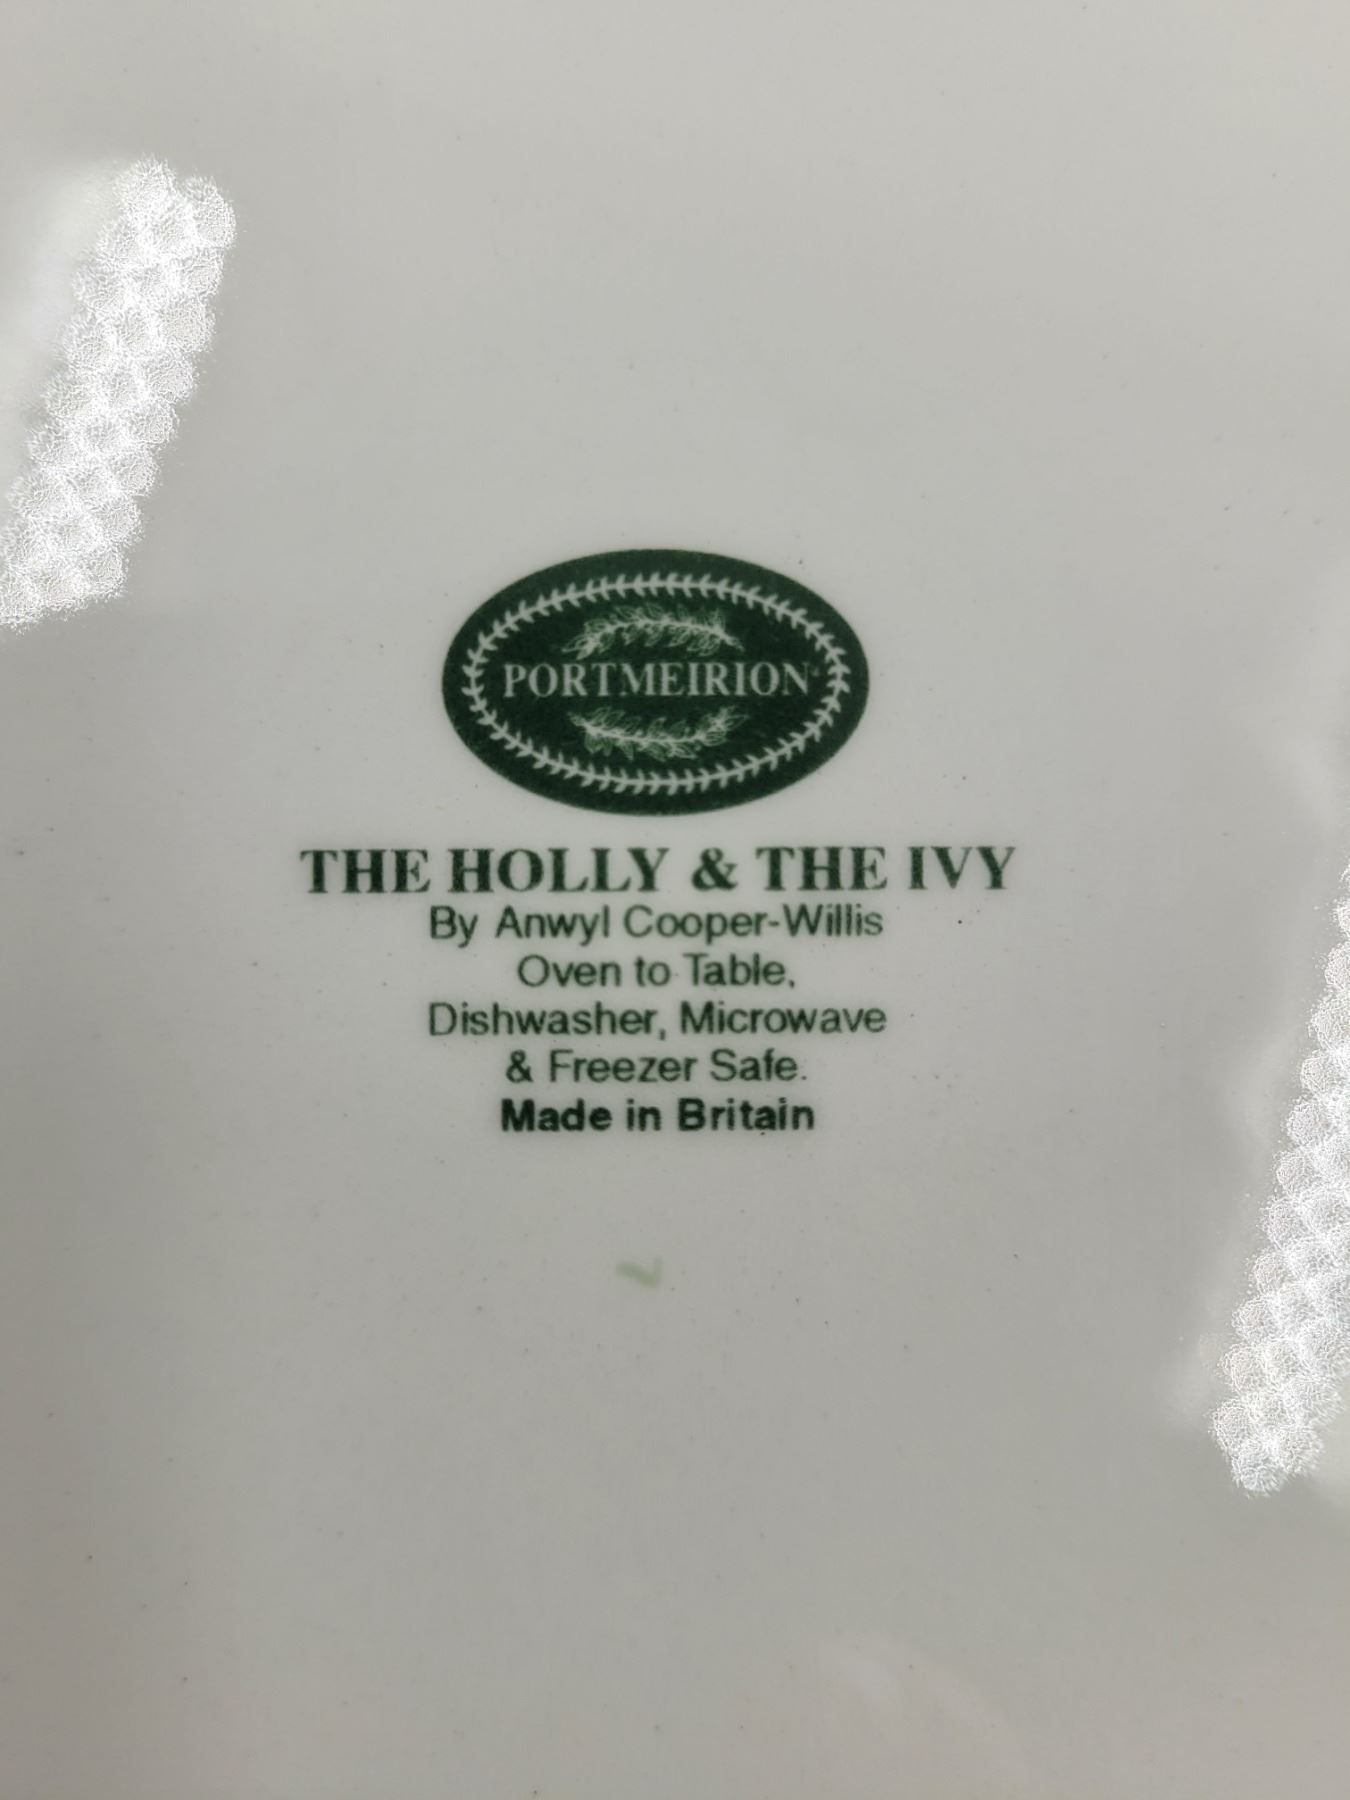 PORTMEIRION
THE HOLLY & THE IVY
By Anwyl Cooper-Willis
Oven to Table,
Dishwasher, Microwave
& Freezer Safe.
Made in Britain